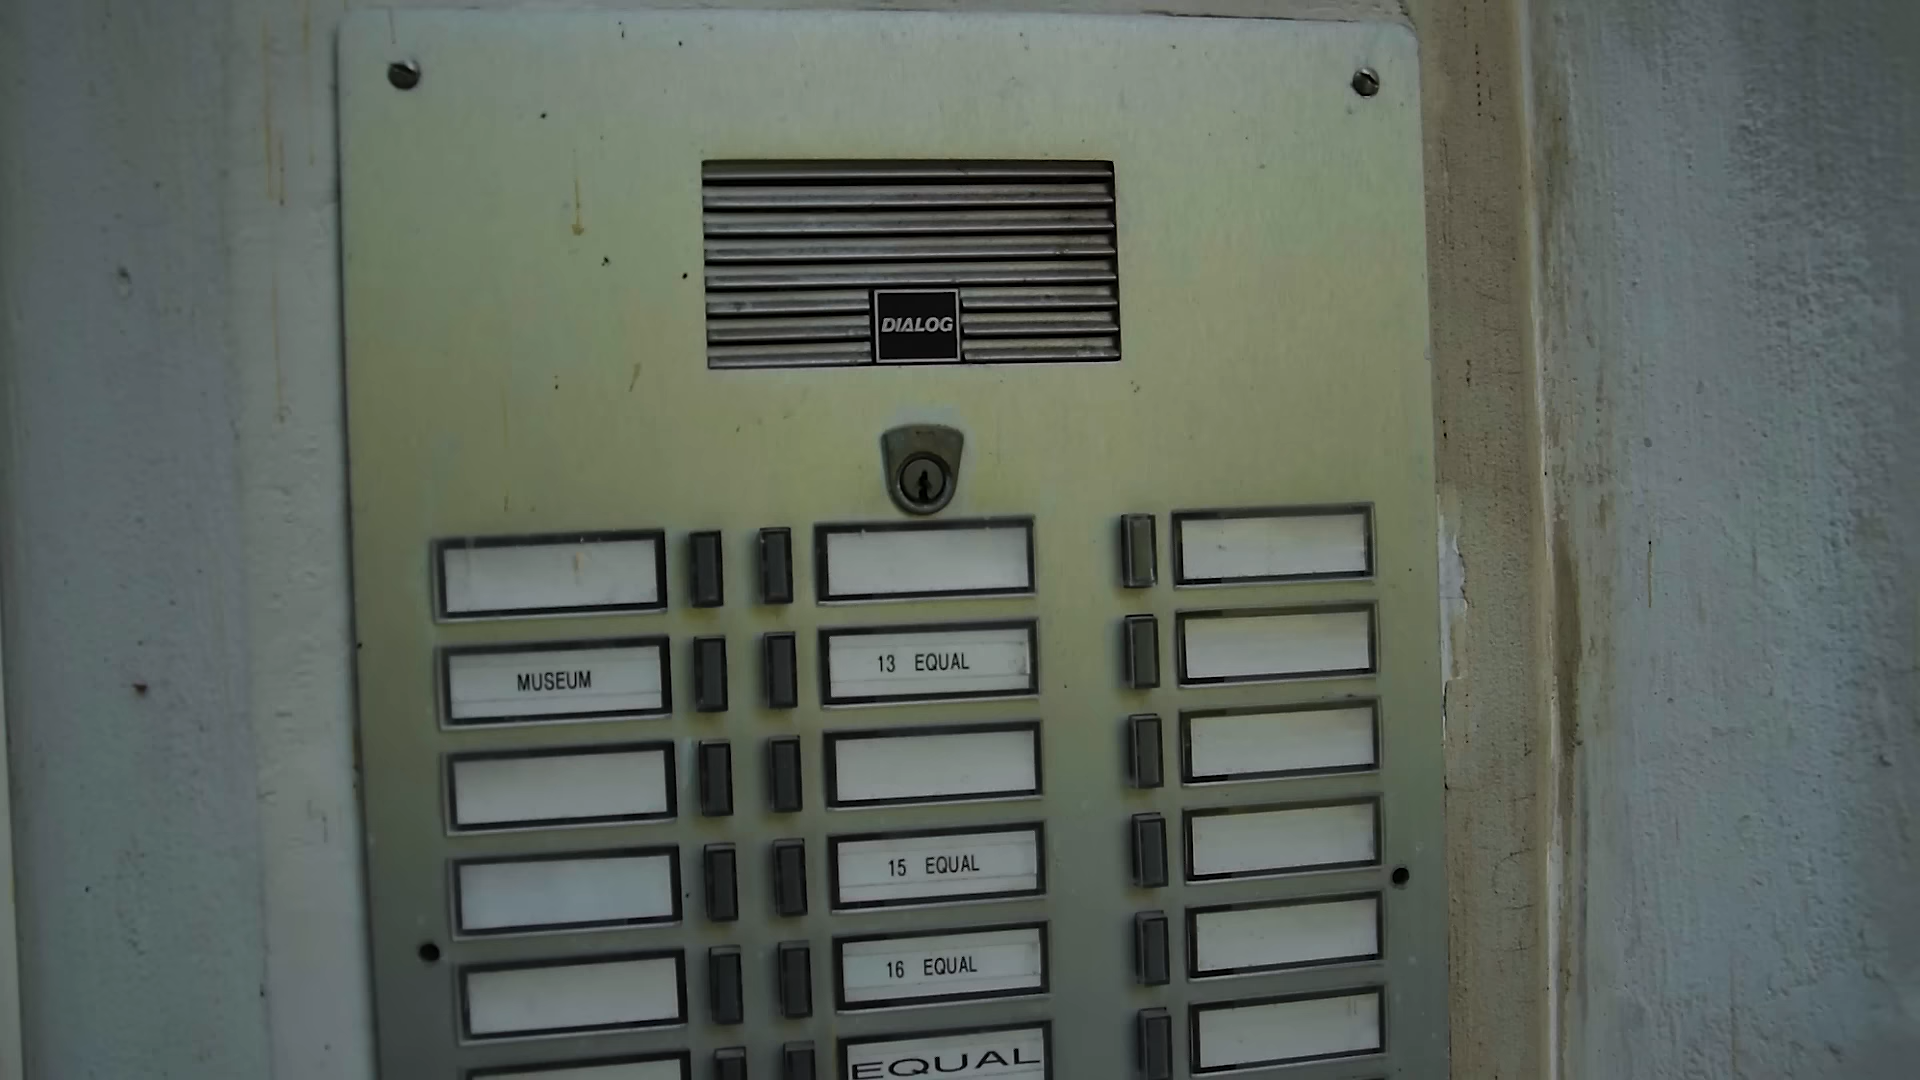 DIALOG
MUSEUM
13 EQUAL
15 EQUAL
16 EQUAL
EQUAL